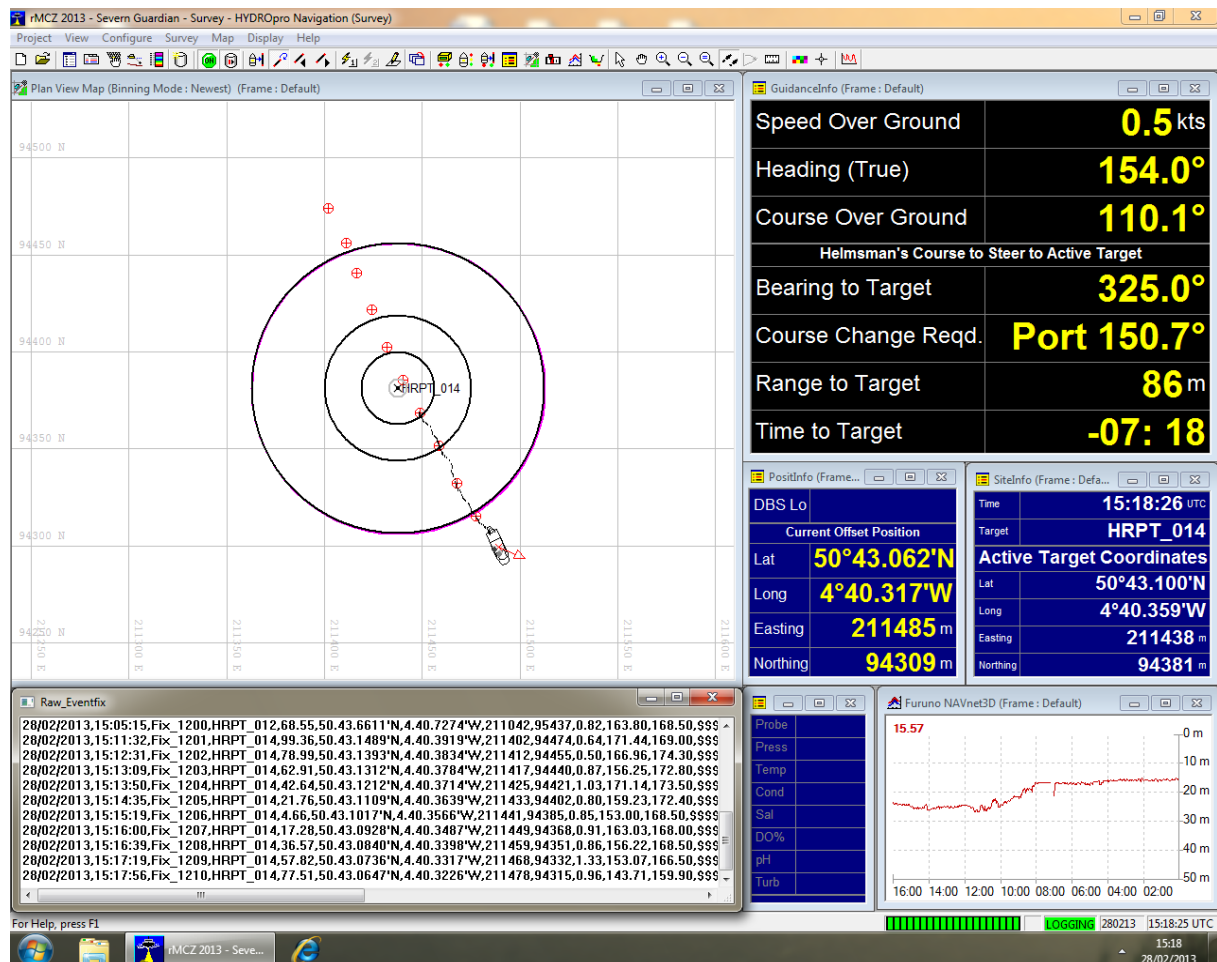 rMCZ 2013 - Severn Guardian - Survey - HYDROpro Navigation (Survey)
Project View Configure Survey Map Display Help
Plan View Map (Binning Mode : Newest) (Frame : Default)
94500 N
94450 N
94400 N
94350 N
94300 N
94250 N
HRPT_014
211250 E
211300 E
211350 E
211400 E
211450 E
211500 E
211550 E
211600 E
GuidanceInfo (Frame : Default)
Speed Over Ground 0.5 kts
Heading (True) 154.0°
Course Over Ground 110.1°
Helmsman's Course to Steer to Active Target
Bearing to Target 325.0°
Course Change Reqd. Port 150.7°
Range to Target 86 m
Time to Target -07: 18
PositInfo (Frame...
DBS Lo
Current Offset Position
Lat 50°43.062'N
Long 4°40.317'W
Easting 211485 m
Northing 94309 m
SiteInfo (Frame : Defa...
Time 15:18:26 UTC
Target HRPT_014
Active Target Coordinates
Lat 50°43.100'N
Long 4°40.359'W
Easting 211438 m
Northing 94381 m
Raw_Eventfix
28/02/2013,15:05:15,Fix_1200,HRPT_012,68.55,50.43.6611'N,4.40.7274'W,211042,95437,0.82,163.80,168.50,$$$
28/02/2013,15:11:32,Fix_1201,HRPT_014,99.36,50.43.1489'N,4.40.3919'W,211402,94474,0.64,171.44,169.00,$$$
28/02/2013,15:12:31,Fix_1202,HRPT_014,78.99,50.43.1393'N,4.40.3834'W,211412,94455,0.50,166.96,174.30,$$$
28/02/2013,15:13:09,Fix_1203,HRPT_014,62.91,50.43.1312'N,4.40.3784'W,211417,94440,0.87,156.25,172.80,$$$
28/02/2013,15:13:50,Fix_1204,HRPT_014,42.64,50.43.1212'N,4.40.3714'W,211425,94421,1.03,171.14,173.50,$$$
28/02/2013,15:14:35,Fix_1205,HRPT_014,21.76,50.43.1109'N,4.40.3639'W,211433,94402,0.80,159.23,172.40,$$$
28/02/2013,15:15:19,Fix_1206,HRPT_014,4.66,50.43.1017'N,4.40.3566'W,211441,94385,0.85,153.00,168.50,$$$
28/02/2013,15:16:00,Fix_1207,HRPT_014,17.28,50.43.0928'N,4.40.3487'W,211449,94368,0.91,163.03,168.00,$$$
28/02/2013,15:16:39,Fix_1208,HRPT_014,36.57,50.43.0840'N,4.40.3398'W,211459,94351,0.86,156.22,168.50,$$$
28/02/2013,15:17:19,Fix_1209,HRPT_014,57.82,50.43.0736'N,4.40.3317'W,211468,94332,1.33,153.07,166.50,$$$
28/02/2013,15:17:56,Fix_1210,HRPT_014,77.51,50.43.0647'N,4.40.3226'W,211478,94315,0.96,143.71,159.90,$$$
Probe
Press
Temp
Cond
Sal
DO%
pH
Turb
Furuno NAVnet3D (Frame : Default)
15.57
0 m
10 m
20 m
30 m
40 m
50 m
16:00 14:00 12:00 10:00 08:00 06:00 04:00 02:00
For Help, press F1
LOGGING 280213 15:18:25 UTC
rMCZ 2013 - Seve...
15:18
28/02/2013